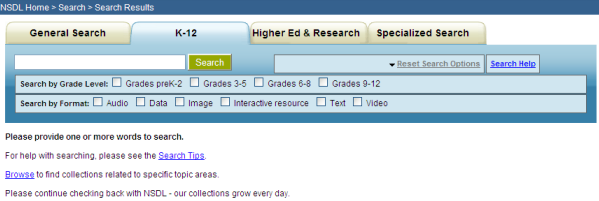 NSDL Home > Search > Search Results
General Search K-12 Higher Ed & Research Specialized Search
Search Reset Search Options Search Help
Search by Grade Level: Grades preK-2 Grades 3-5 Grades 6-8 Grades 9-12
Search by Format: Audio Data Image Interactive resource Text Video
Please provide one or more words to search.
For help with searching, please see the Search Tips.
Browse to find collections related to specific topic areas.
Please continue checking back with NSDL - our collections grow every day.